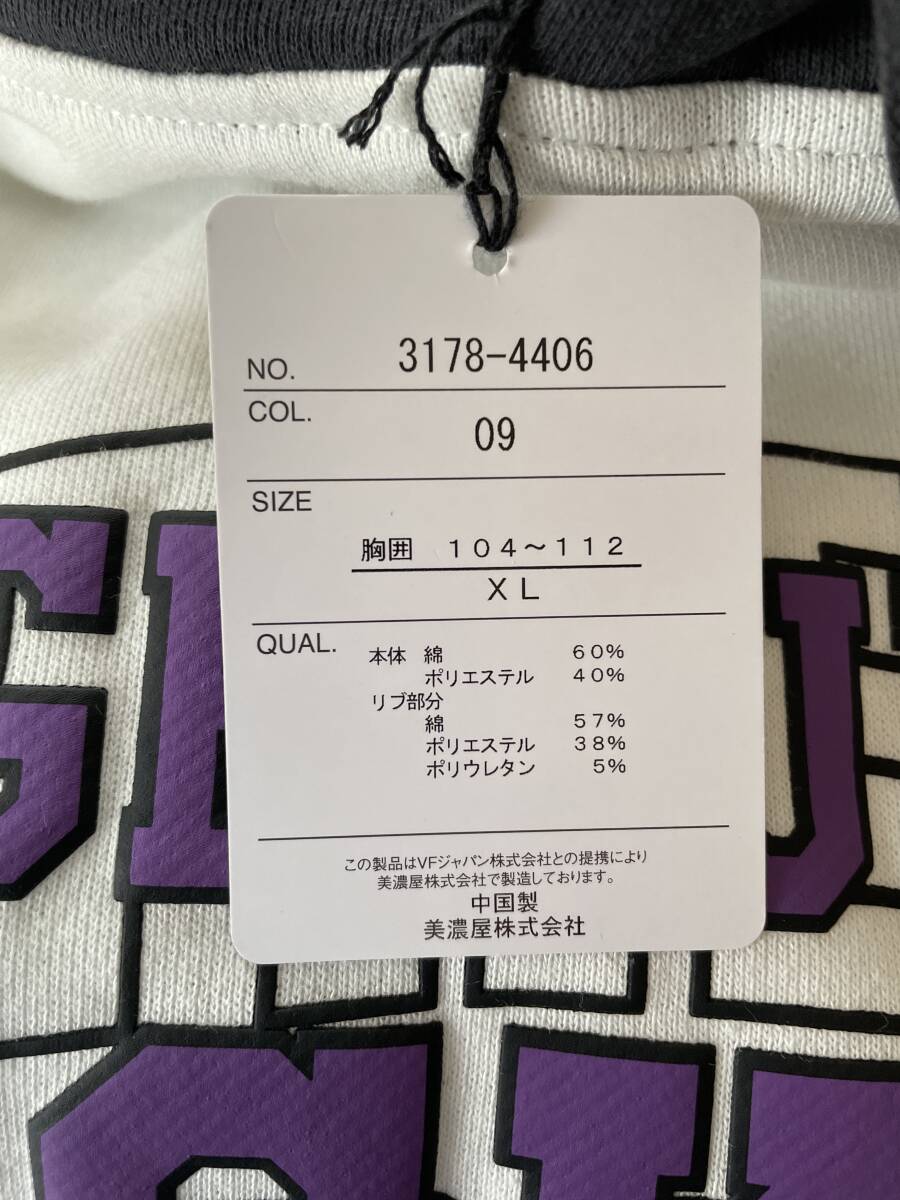 NO. 3178-4406
COL. 09
SIZE
胸囲 104～112
XL
QUAL. 本体 綿 60%
ポリエステル 40%
リブ部分
綿 57%
ポリエステル 38%
ポリウレタン 5%
この製品はVFジャパン株式会社との提携により
美濃屋株式会社で製造しております。
中国製
美濃屋株式会社